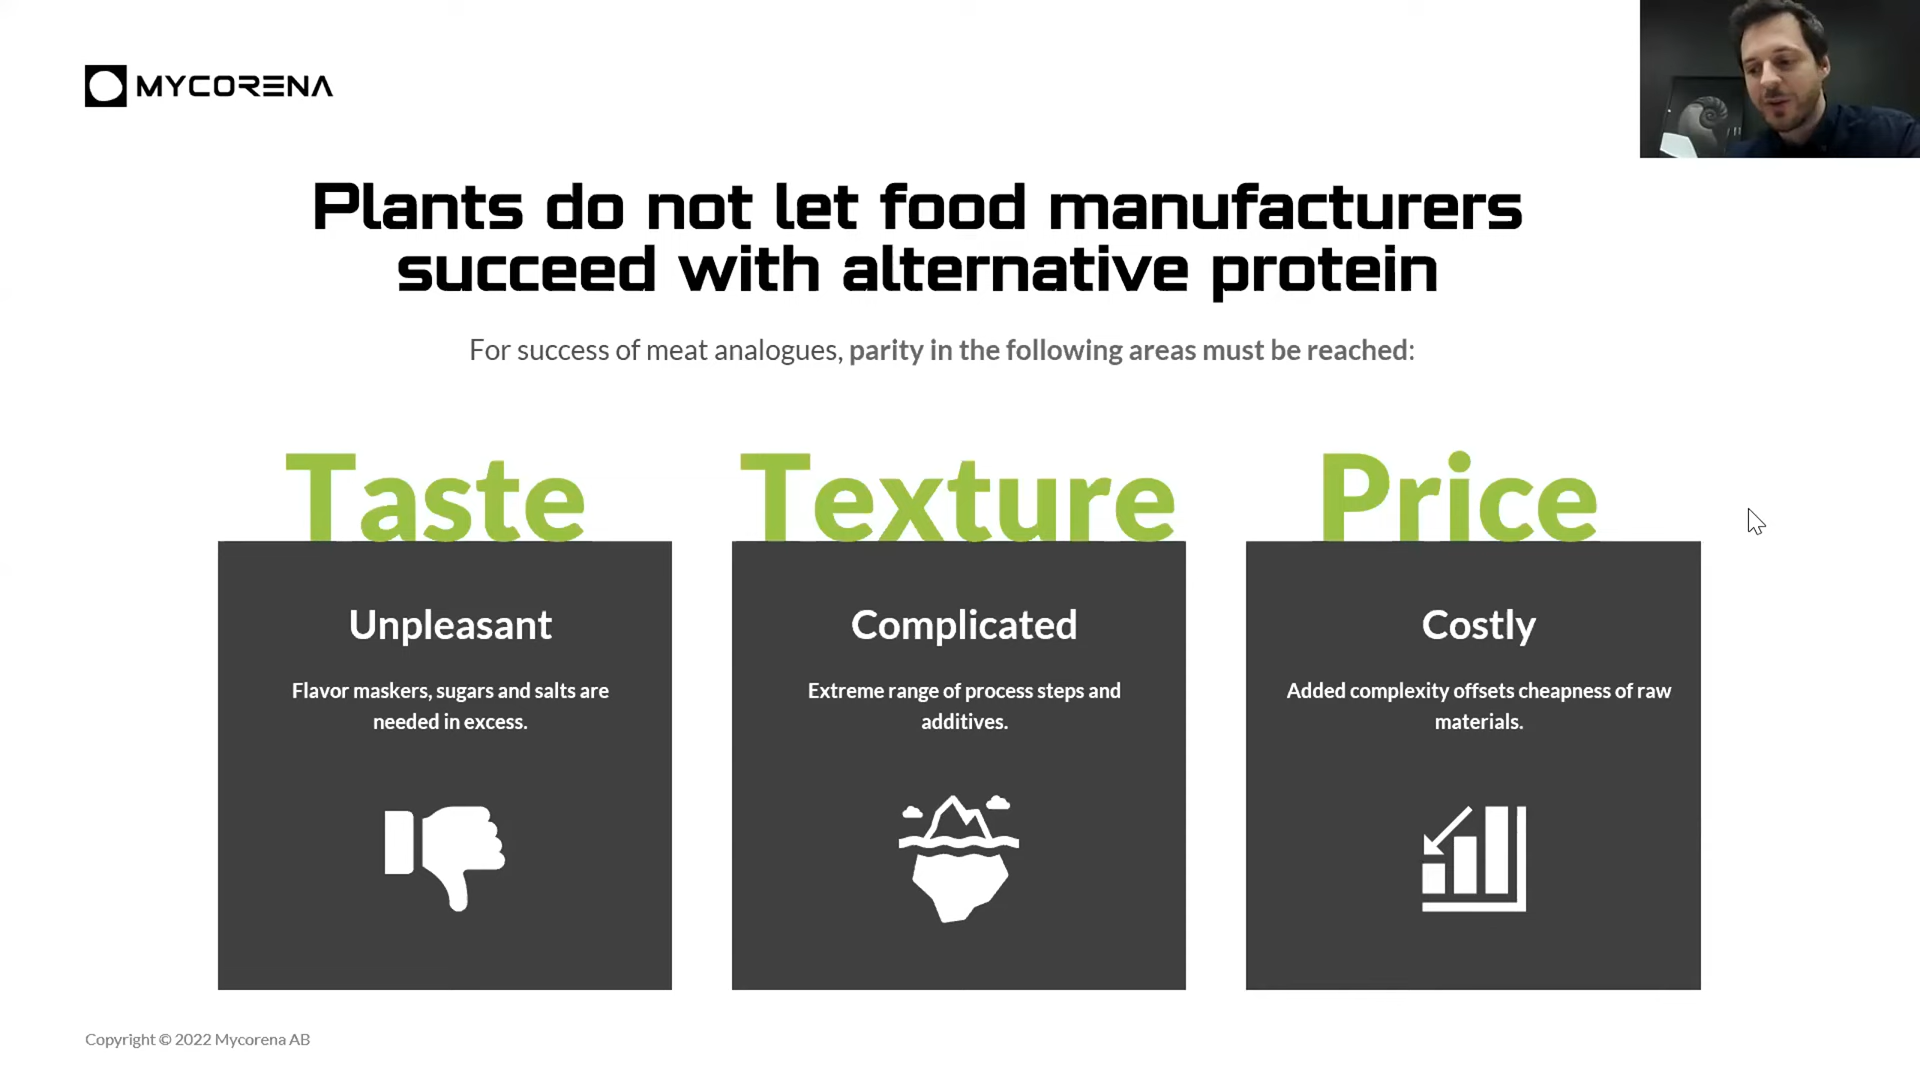 MYCORENA
Plants do not let food manufacturers
succeed with alternative protein
For success of meat analogues, parity in the following areas must be reached:
Taste
Unpleasant
Flavor maskers, sugars and salts are
needed in excess.
Texture
Complicated
Extreme range of process steps and
additives.
Price
Costly
Added complexity offsets cheapness of raw
materials.
Copyright © 2022 Mycorena AB